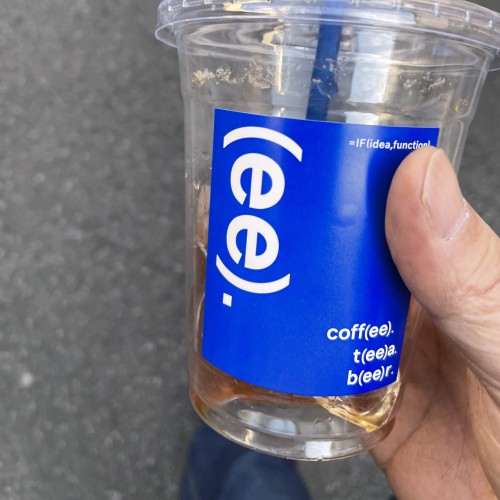 =IF(idea,function)
(ee).
coff(ee).
t(ee)a.
b(ee)r.